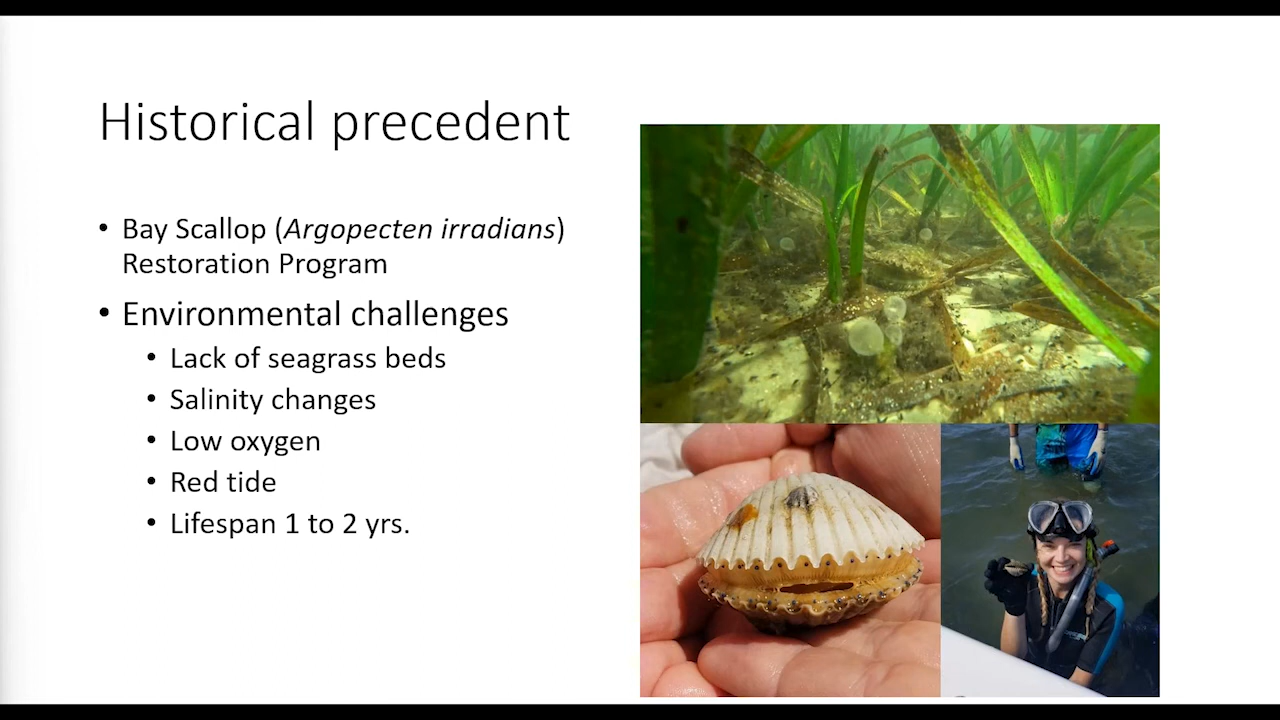 Historical precedent
• Bay Scallop (Argopecten irradians)
Restoration Program
• Environmental challenges
• Lack of seagrass beds
• Salinity changes
• Low oxygen
• Red tide
• Lifespan 1 to 2 yrs.